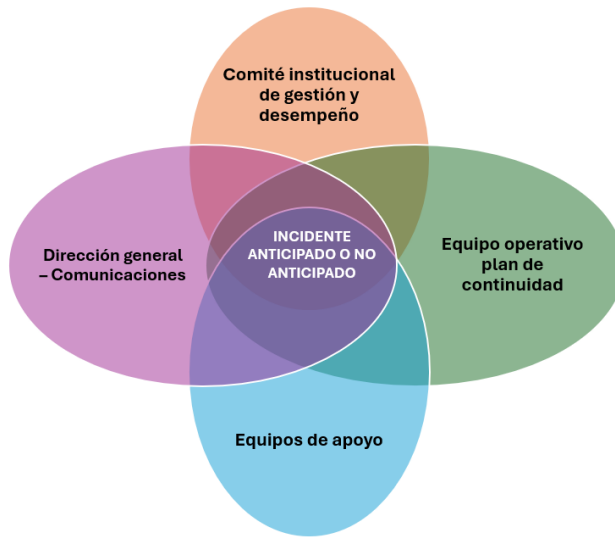 Comité institucional
de gestión y
desempeño
INCIDENTE
ANTICIPADO O NO
ANTICIPADO
Dirección general
– Comunicaciones
Equipo operativo
plan de
continuidad
Equipos de apoyo